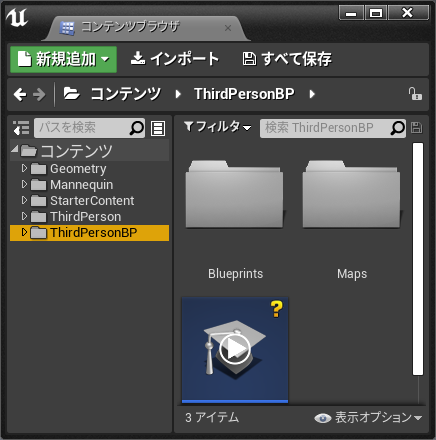 コンテンツブラウザ
新規追加 インポート すべて保存
コンテンツ ThirdPersonBP
パスを検索
フィルタ 検索 ThirdPersonBP
コンテンツ
Geometry
Mannequin
StarterContent
ThirdPerson
ThirdPersonBP
Blueprints Maps
?
3 アイテム 表示オプション